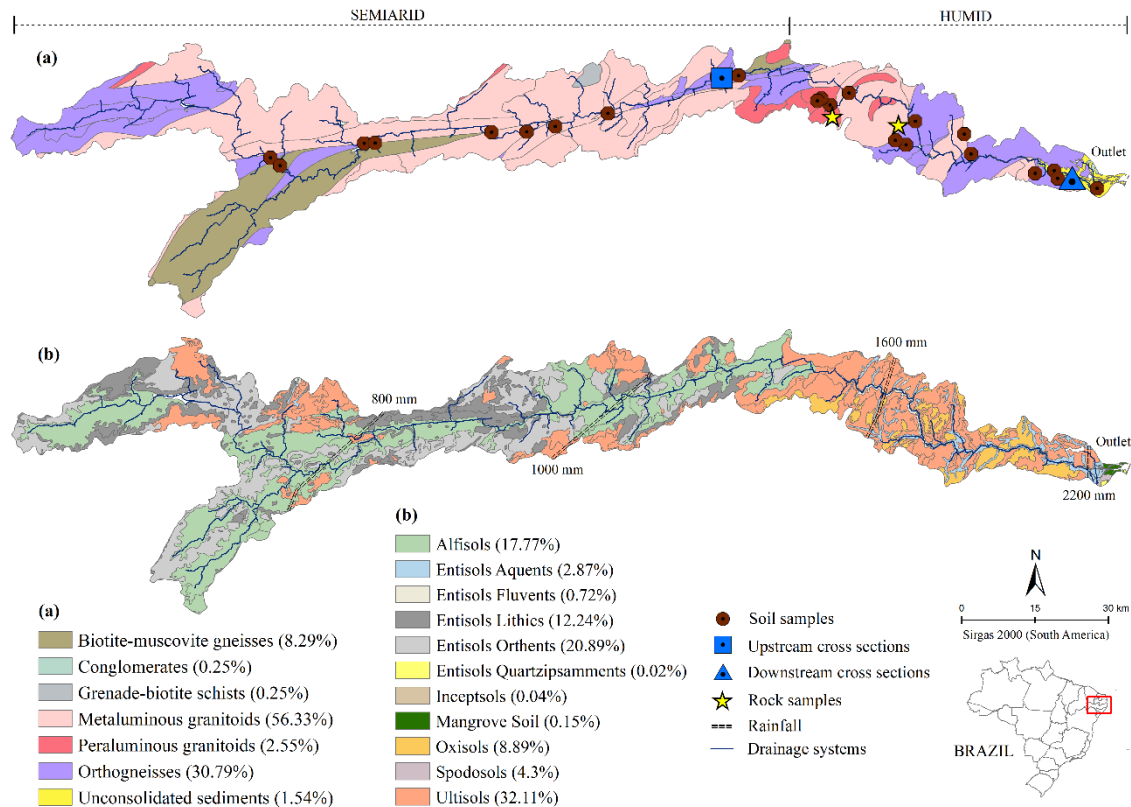 SEMIARID
HUMID
(a)
Outlet
(b)
800 mm
1000 mm
1600 mm
Outlet
2200 mm
(a)
Biotite-muscovite gneisses (8.29%)
Conglomerates (0.25%)
Grenade-biotite schists (0.25%)
Metaluminous granitoids (56.33%)
Peraluminous granitoids (2.55%)
Orthogneisses (30.79%)
Unconsolidated sediments (1.54%)
(b)
Alfisols (17.77%)
Entisols Aquents (2.87%)
Entisols Fluvents (0.72%)
Entisols Lithics (12.24%)
Entisols Orthents (20.89%)
Entisols Quartzipsamments (0.02%)
Inceptsols (0.04%)
Mangrove Soil (0.15%)
Oxisols (8.89%)
Spodosols (4.3%)
Ultisols (32.11%)
Soil samples
Upstream cross sections
Downstream cross sections
Rock samples
Rainfall
Drainage systems
N
0 15 30 km
Sirgas 2000 (South America)
BRAZIL